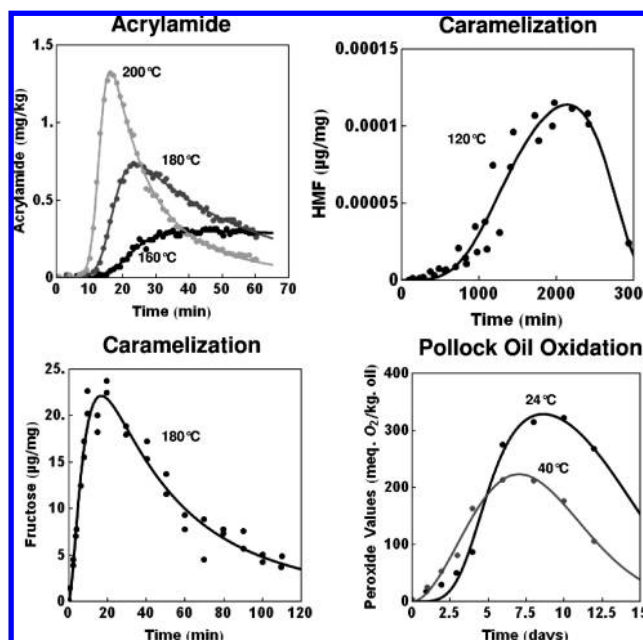 Acrylamide
Acrylamide (mg/kg)
1.5
1.
0.5
0.
200°C
180°C
160°C
0 10 20 30 40 50 60 70
Time (min)
Caramelization
HMF (µg/mg)
0.00015
0.0001
0.00005
0.
120°C
0 1000 2000 300
Time (min)
Caramelization
Fructose (µg/mg)
25.
20.
15.
10.
5.
0.
180°C
0 20 40 60 80 100 120
Time (min)
Pollock Oil Oxidation
Peroxide Values (meq. O2/kg. oil)
400
300
200
100
0
24°C
40°C
0 2.5 5. 7.5 10. 12.5 15
Time (days)